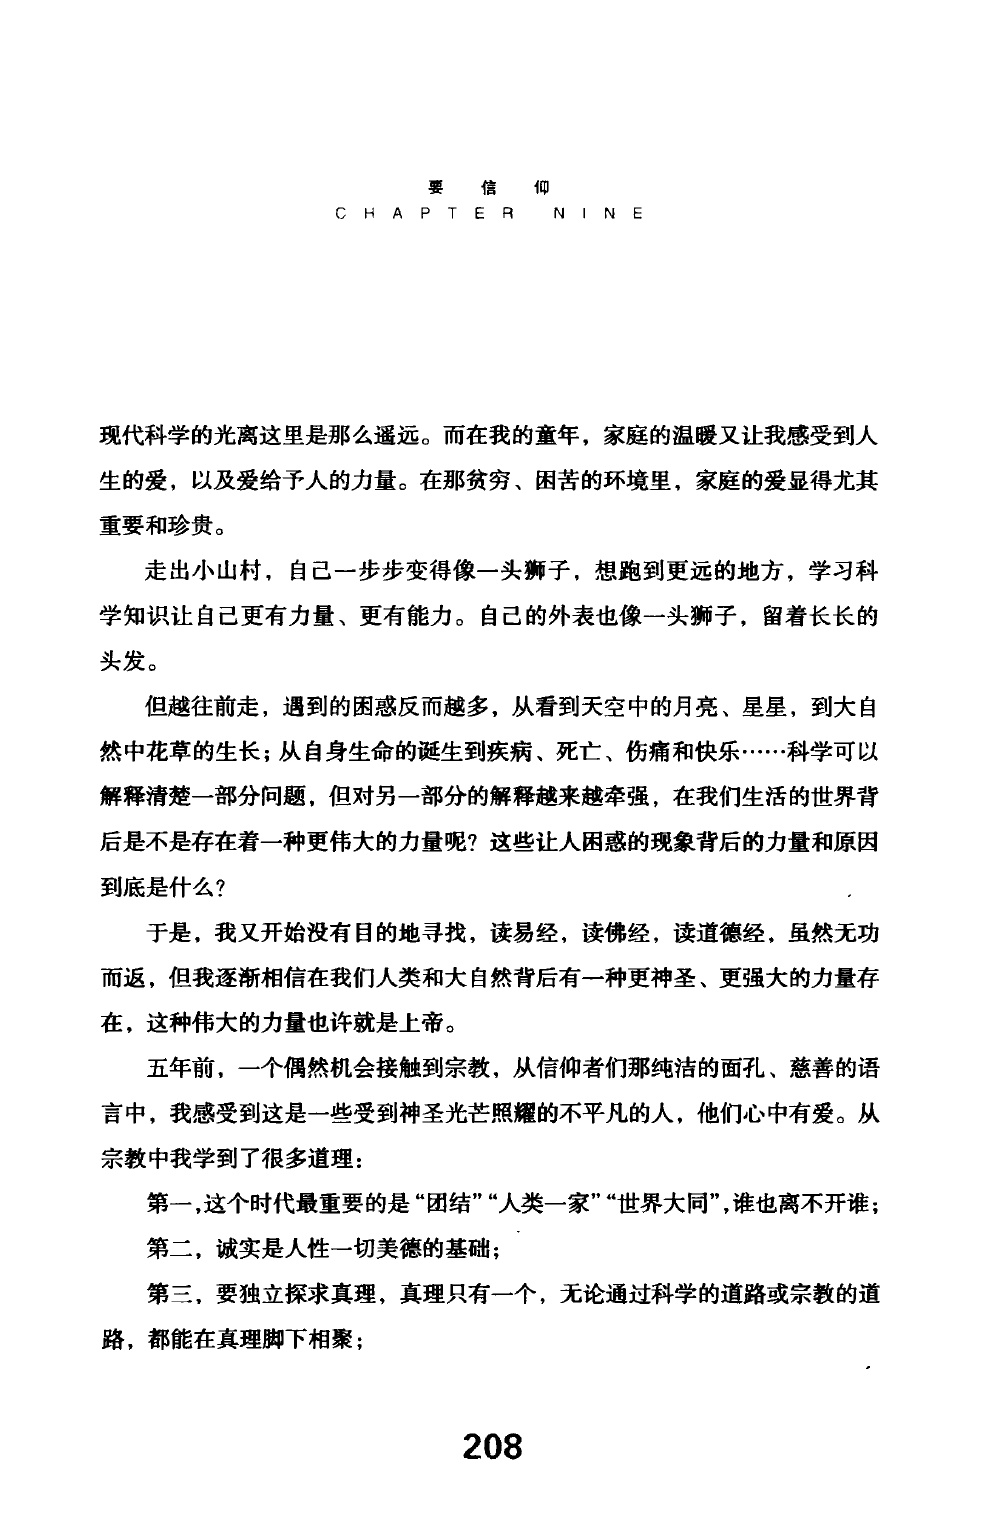 要 信 仰
CHAPTER NINE
现代科学的光离这里是那么遥远。而在我的童年，家庭的温暖又让我感受到人
生的爱，以及爱给予人的力量。在那贫穷、困苦的环境里，家庭的爱显得尤其
重要和珍贵。
走出小山村，自己一步步变得像一头狮子，想跑到更远的地方，学习科
学知识让自己更有力量、更有能力。自己的外表也像一头狮子，留着长长的
头发。
但越往前走，遇到的困惑反而越多，从看到天空中的月亮、星星，到大自
然中花草的生长；从自身生命的诞生到疾病、死亡、伤痛和快乐……科学可以
解释清楚一部分问题，但对另一部分的解释越来越牵强，在我们生活的世界背
后是不是存在着一种更伟大的力量呢？这些让人困惑的现象背后的力量和原因
到底是什么？
于是，我又开始没有目的地寻找，读易经，读佛经，读道德经，虽然无功
而返，但我逐渐相信在我们人类和大自然背后有一种更神圣、更强大的力量存
在，这种伟大的力量也许就是上帝。
五年前，一个偶然机会接触到宗教，从信仰者们那纯洁的面孔、慈善的语
言中，我感受到这是一些受到神圣光芒照耀的不平凡的人，他们心中有爱。从
宗教中我学到了很多道理：
第一，这个时代最重要的是“团结”“人类一家”“世界大同”，谁也离不开谁；
第二，诚实是人性一切美德的基础；
第三，要独立探求真理，真理只有一个，无论通过科学的道路或宗教的道
路，都能在真理脚下相聚；
208